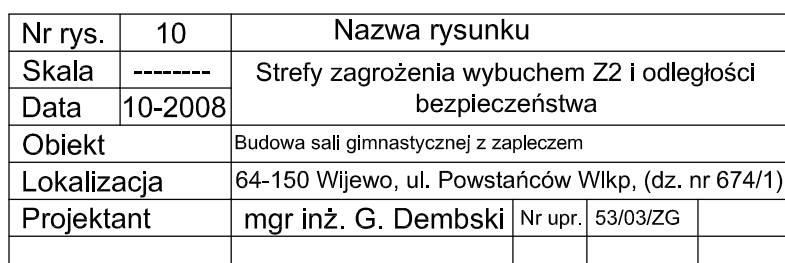 Nr rys. 10 Nazwa rysunku
Skala -------- Strefy zagrożenia wybuchem Z2 i odległości
Data 10-2008 bezpieczeństwa
Obiekt Budowa sali gimnastycznej z zapleczem
Lokalizacja 64-150 Wijewo, ul. Powstańców Wlkp, (dz. nr 674/1)
Projektant mgr inż. G. Dembski Nr upr. 53/03/ZG